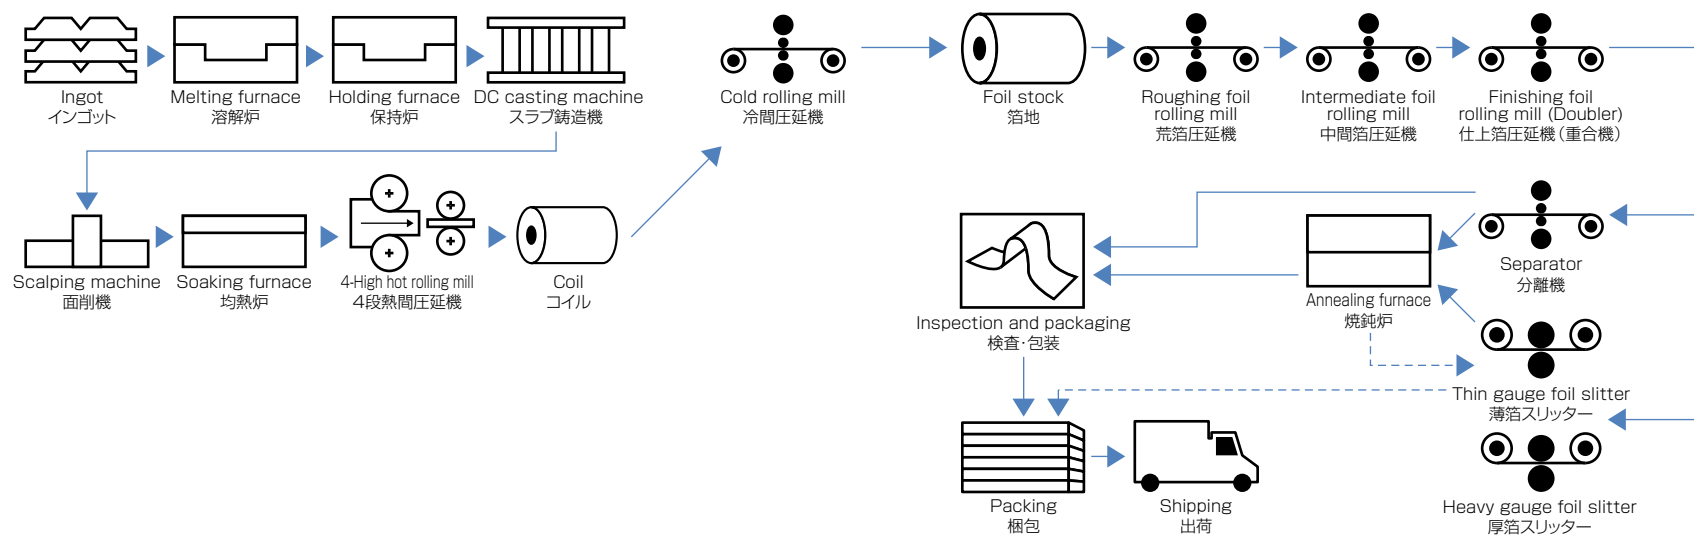 Ingot
インゴット
Melting furnace
溶解炉
Holding furnace
保持炉
DC casting machine
スラブ鋳造機
Cold rolling mill
冷間圧延機
Foil stock
箔地
Roughing foil
rolling mill
荒箔圧延機
Intermediate foil
rolling mill
中間箔圧延機
Finishing foil
rolling mill (Doubler)
仕上箔圧延機（重合機）
Scalping machine
面削機
Soaking furnace
均熱炉
4-High hot rolling mill
4段熱間圧延機
Coil
コイル
Separator
分離機
Annealing furnace
焼鈍炉
Inspection and packaging
検査・包装
Thin gauge foil slitter
薄箔スリッター
Heavy gauge foil slitter
厚箔スリッター
Packing
梱包
Shipping
出荷